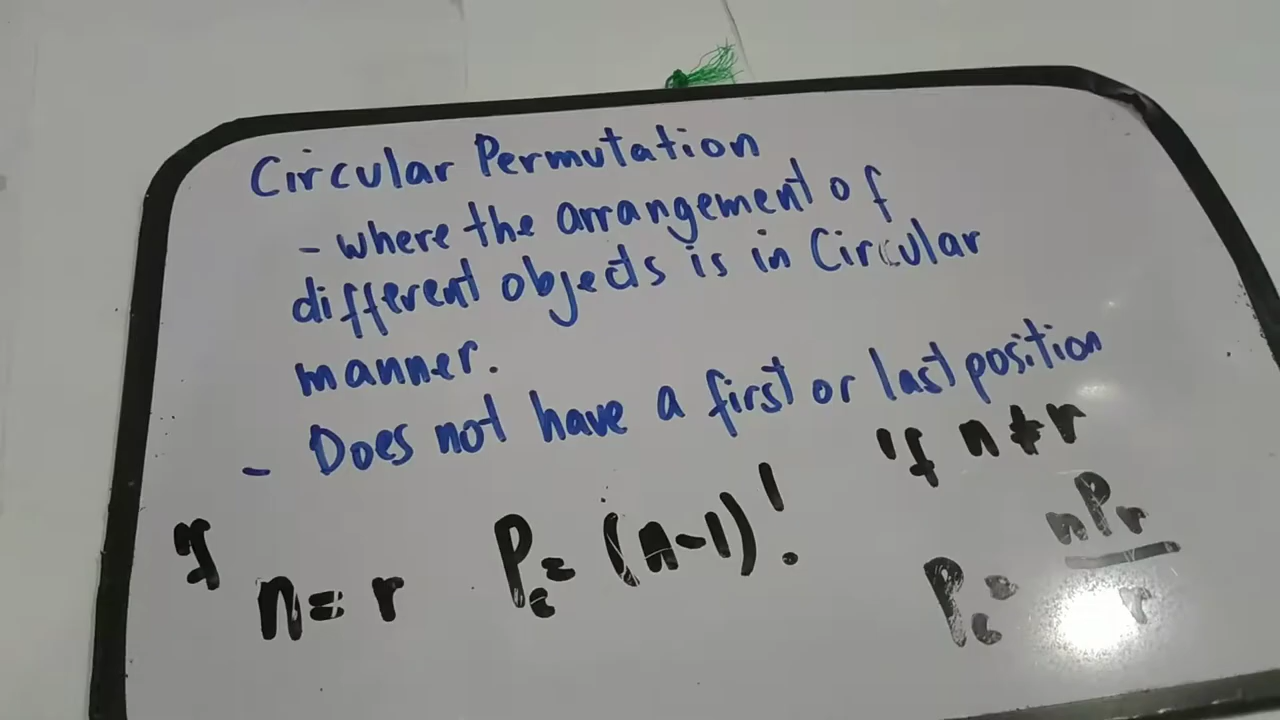 Circular Permutation
- where the arrangement of
different objects is in Circular
manner.
- Does not have a first or last position
If n = r Pc = (n-1)!
if n ≠ r
Pc = nPr / r